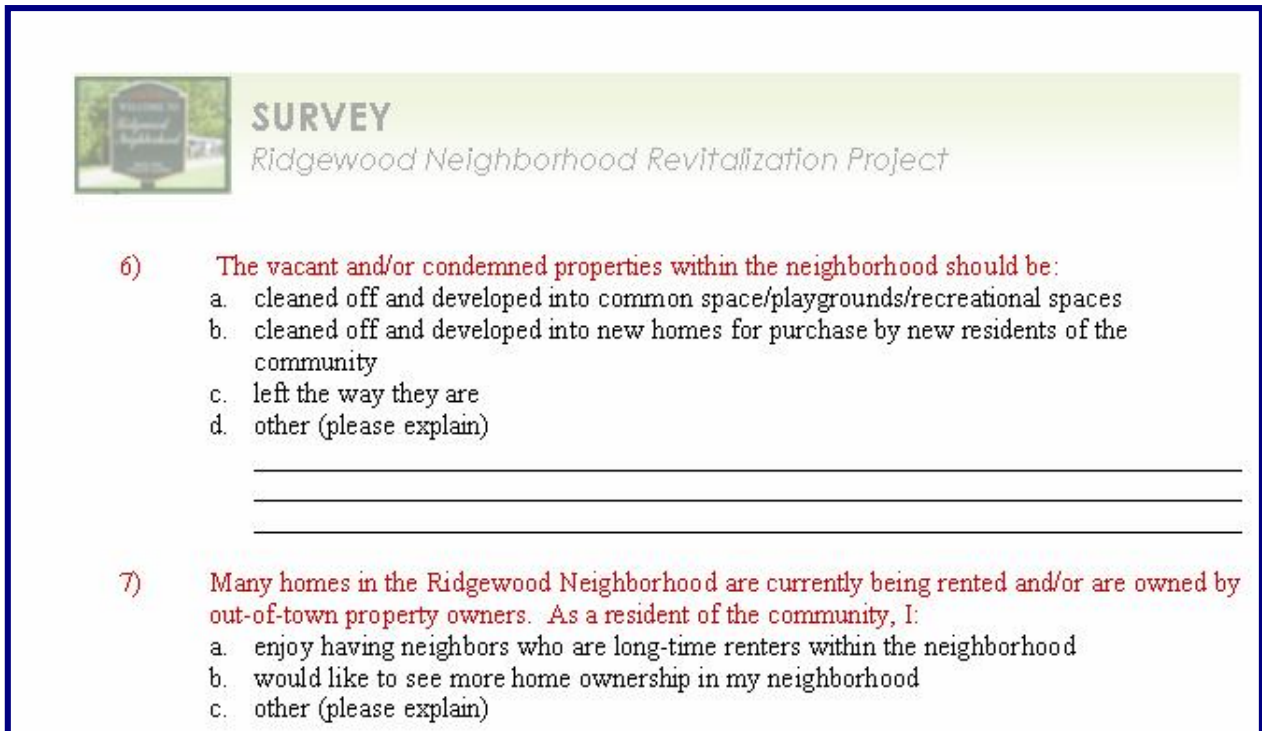 WELCOME TO
Ridgewood
Neighborhood
SURVEY
Ridgewood Neighborhood Revitalization Project
6) The vacant and/or condemned properties within the neighborhood should be:
a. cleaned off and developed into common space/playgrounds/recreational spaces
b. cleaned off and developed into new homes for purchase by new residents of the
community
c. left the way they are
d. other (please explain)
7) Many homes in the Ridgewood Neighborhood are currently being rented and/or are owned by
out-of-town property owners. As a resident of the community, I:
a. enjoy having neighbors who are long-time renters within the neighborhood
b. would like to see more home ownership in my neighborhood
c. other (please explain)